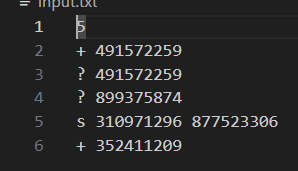 input.txt
1 5
2 + 491572259
3 ? 491572259
4 ? 899375874
5 s 310971296 877523306
6 + 352411209